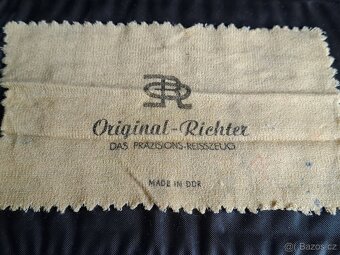 Original-Richter
DAS PRÄZISIONS-REISSZEUG
MADE IN DDR
Bazos.cz